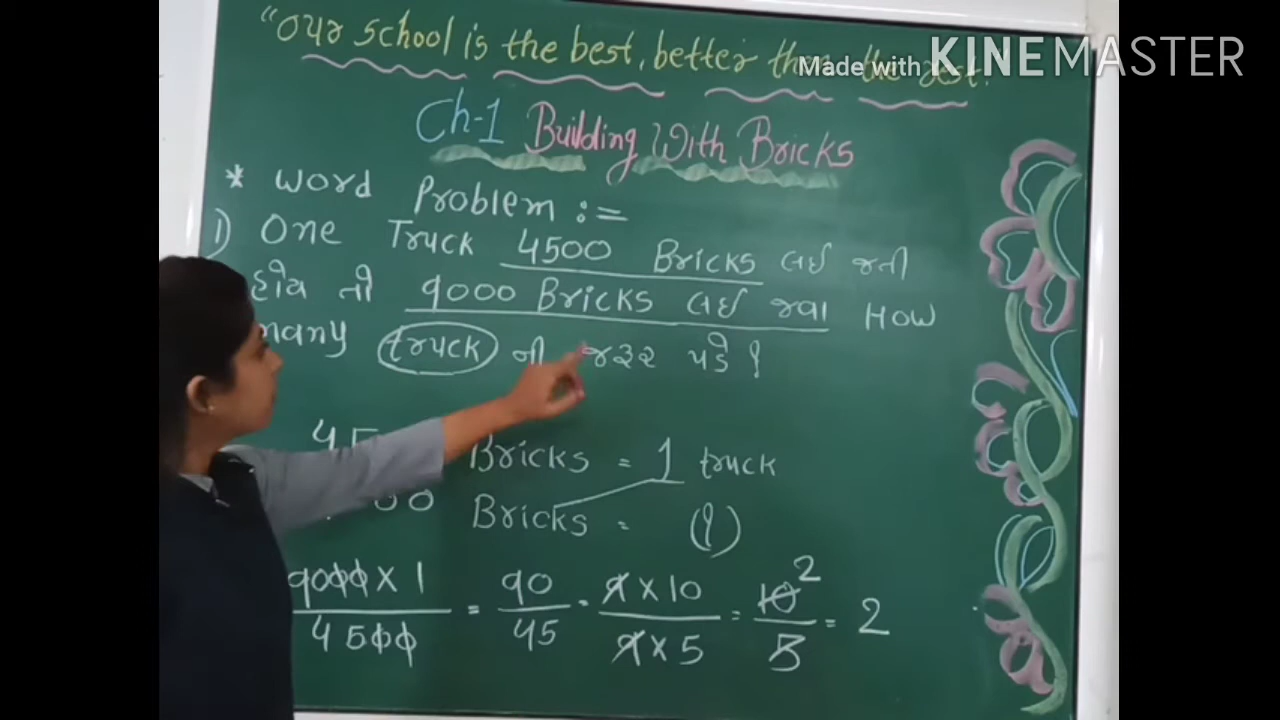 "Our school is the best, better than the rest.
Made with KINEMASTER
Ch-1 Building With Bricks
* Word Problem :=
1) One Truck 4500 Bricks લઈ જતી
હોય તો 9000 Bricks લઈ જવા How
many truck ની જરૂર પડે ?
45 Bricks = 1 truck
00 Bricks = (?)
9000 x 1 / 4500 = 90 / 45 = 9 x 10 / 9 x 5 = 10 2 / 5 = 2